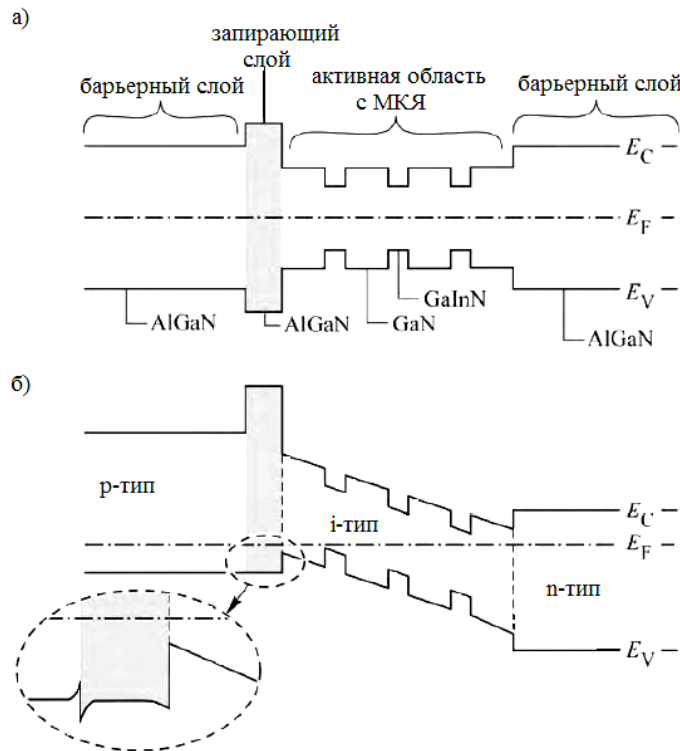 а)
запирающий
слой
барьерный слой
активная область
с МКЯ
барьерный слой
E_C
E_F
E_V
GaInN
AlGaN
AlGaN
GaN
AlGaN
б)
p-тип
i-тип
E_C
E_F
n-тип
E_V